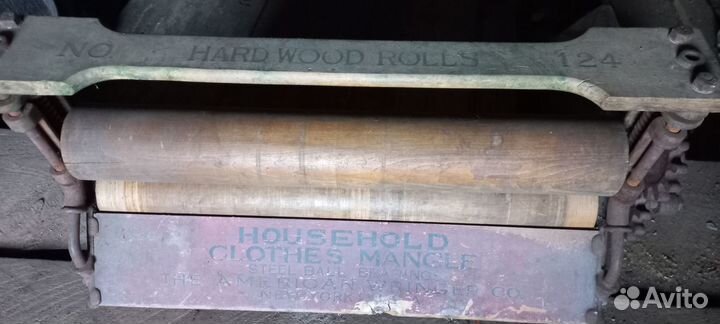 NO. HARD WOOD ROLLS 124
HOUSEHOLD
CLOTHES MANGLE
STEEL BALL BEARINGS
THE AMERICAN WRINGER CO.
NEW YORK
Avito